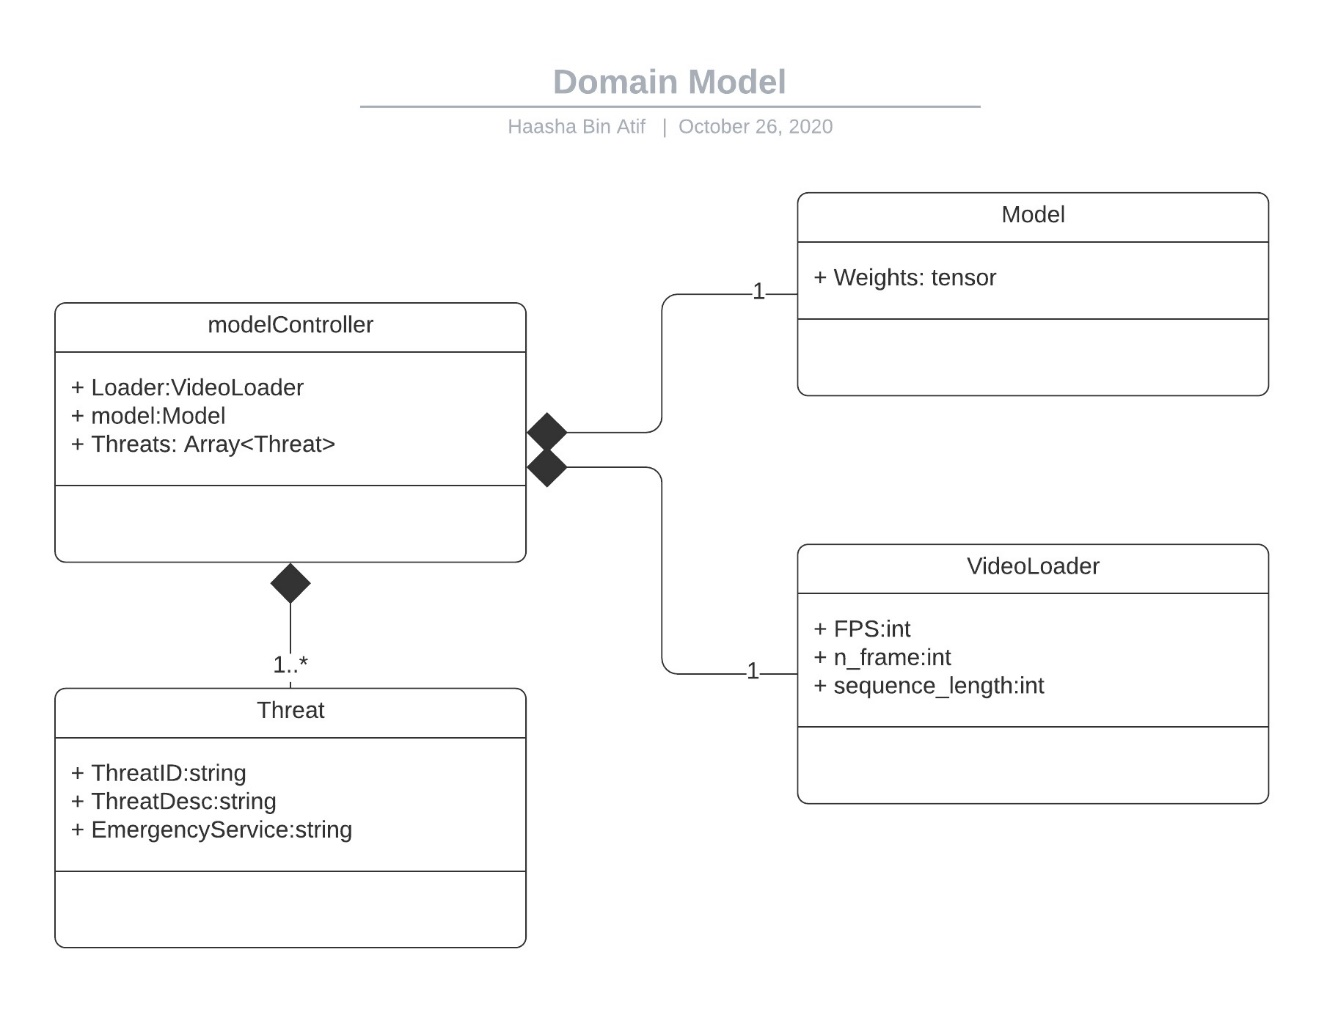 Domain Model
Haasha Bin Atif | October 26, 2020
Model
+ Weights: tensor
1
modelController
+ Loader:VideoLoader
+ model:Model
+ Threats: Array<Threat>
VideoLoader
+ FPS:int
+ n_frame:int
+ sequence_length:int
1
1..*
Threat
+ ThreatID:string
+ ThreatDesc:string
+ EmergencyService:string